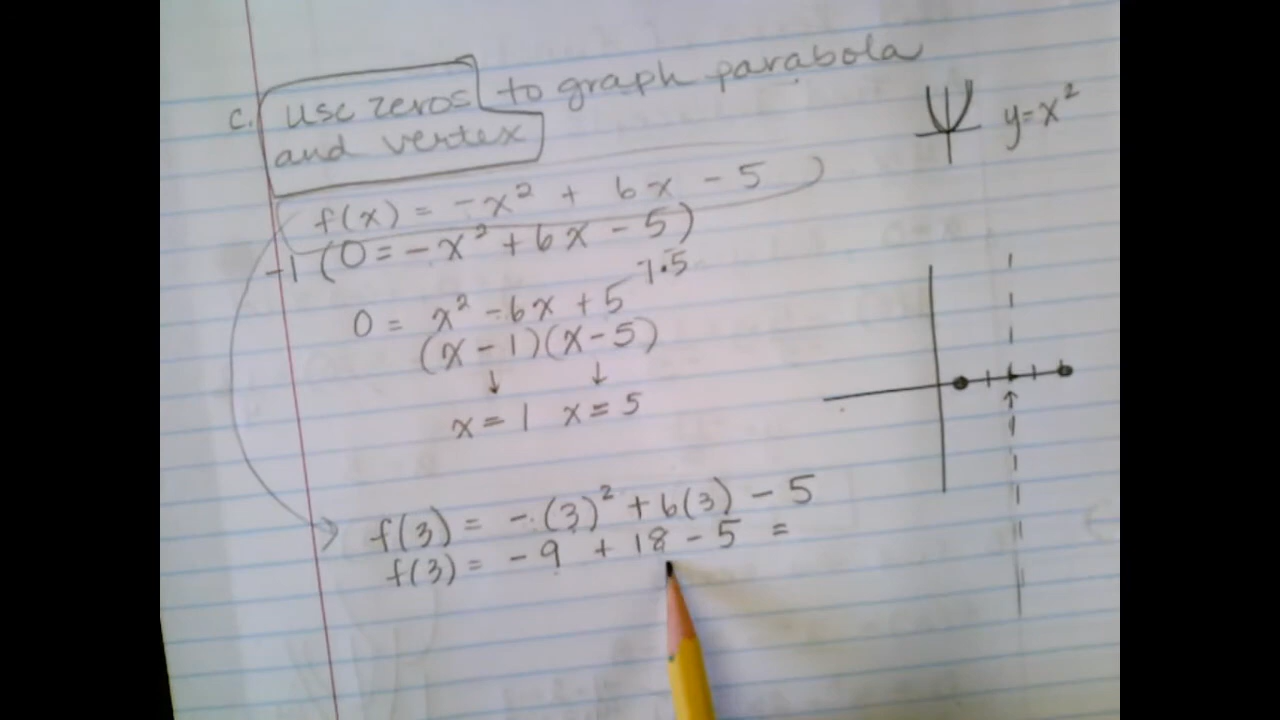 c. use zeros to graph parabola
and vertex
y=x²
f(x) = -x² + 6x - 5
-1 (0 = -x² + 6x - 5)
1·5
0 = x² - 6x + 5
(x - 1)(x - 5)
↓ ↓
x = 1 x = 5
f(3) = -(3)² + 6(3) - 5
f(3) = -9 + 18 - 5 =